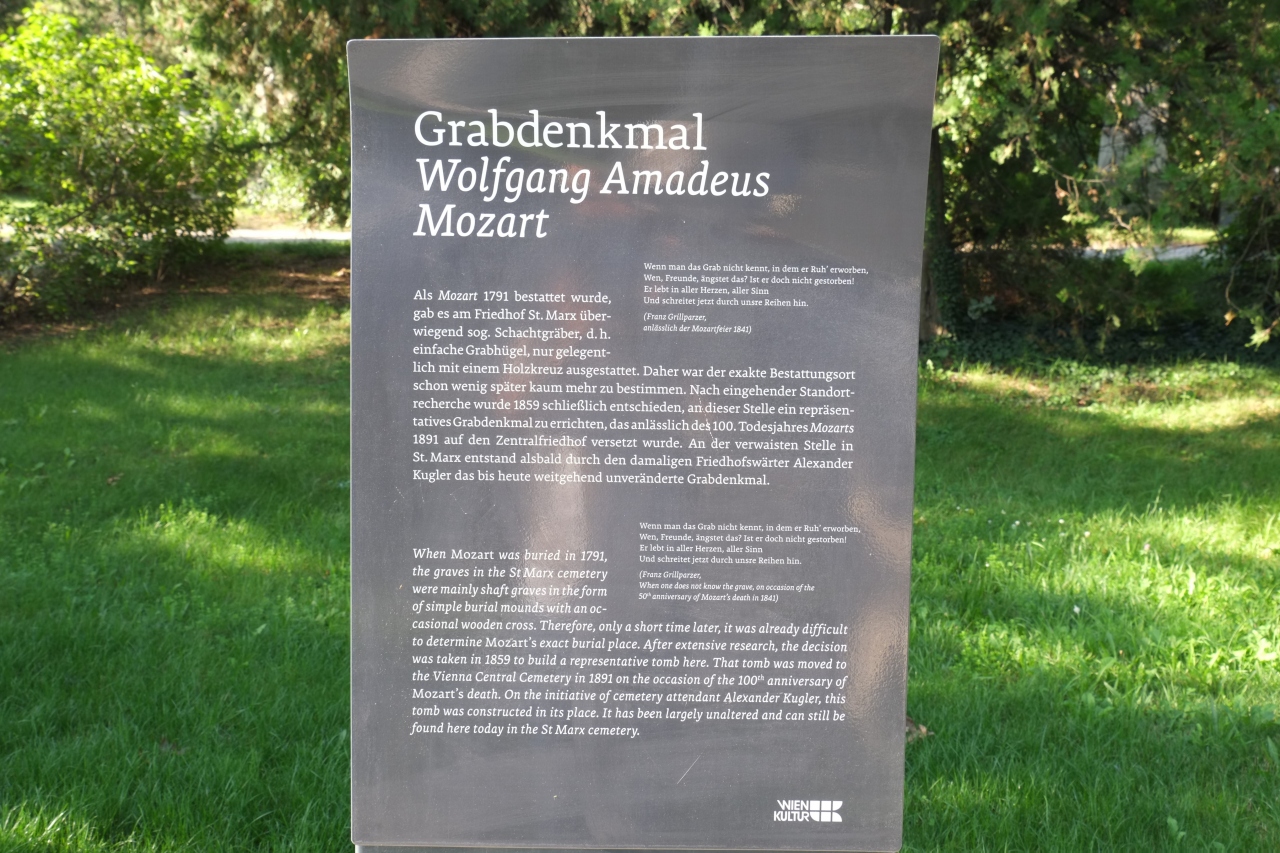 Grabdenkmal
Wolfgang Amadeus
Mozart
Wenn man das Grab nicht kennt, in dem er Ruh' erworben,
Wen, Freunde, ängstet das? Ist er doch nicht gestorben!
Er lebt in aller Herzen, aller Sinn
Und schreitet jetzt durch unsre Reihen hin.
(Franz Grillparzer,
anlässlich der Mozartfeier 1841)
Als Mozart 1791 bestattet wurde,
gab es am Friedhof St. Marx über-
wiegend sog. Schachtgräber, d. h.
einfache Grabhügel, nur gelegent-
lich mit einem Holzkreuz ausgestattet. Daher war der exakte Bestattungsort
schon wenig später kaum mehr zu bestimmen. Nach eingehender Standort-
recherche wurde 1859 schließlich entschieden, an dieser Stelle ein repräsen-
tatives Grabdenkmal zu errichten, das anlässlich des 100. Todesjahres Mozarts
1891 auf den Zentralfriedhof versetzt wurde. An der verwaisten Stelle in
St. Marx entstand alsbald durch den damaligen Friedhofswärter Alexander
Kugler das bis heute weitgehend unveränderte Grabdenkmal.
Wenn man das Grab nicht kennt, in dem er Ruh' erworben,
Wen, Freunde, ängstet das? Ist er doch nicht gestorben!
Er lebt in aller Herzen, aller Sinn
Und schreitet jetzt durch unsre Reihen hin.
(Franz Grillparzer,
When one does not know the grave, on occasion of the
50th anniversary of Mozart's death in 1841)
When Mozart was buried in 1791,
the graves in the St Marx cemetery
were mainly shaft graves in the form
of simple burial mounds with an oc-
casional wooden cross. Therefore, only a short time later, it was already difficult
to determine Mozart's exact burial place. After extensive research, the decision
was taken in 1859 to build a representative tomb here. That tomb was moved to
the Vienna Central Cemetery in 1891 on the occasion of the 100th anniversary of
Mozart's death. On the initiative of cemetery attendant Alexander Kugler, this
tomb was constructed in its place. It has been largely unaltered and can still be
found here today in the St Marx cemetery.
WIEN
KULTUR